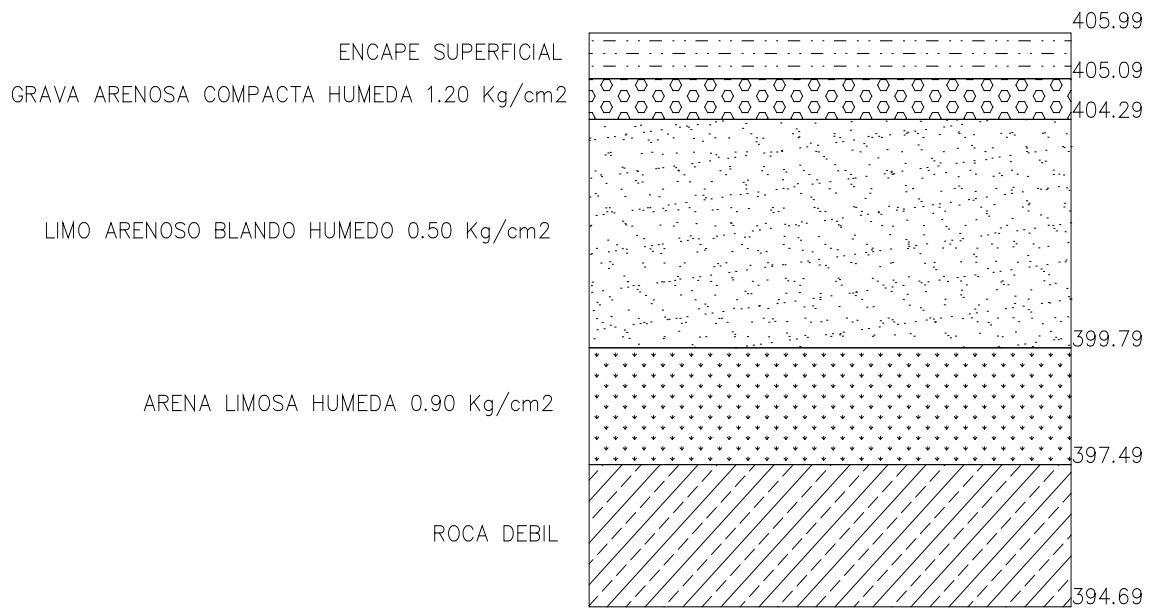 405.99
ENCAPE SUPERFICIAL
405.09
GRAVA ARENOSA COMPACTA HUMEDA 1.20 Kg/cm2
404.29
LIMO ARENOSO BLANDO HUMEDO 0.50 Kg/cm2
399.79
ARENA LIMOSA HUMEDA 0.90 Kg/cm2
397.49
ROCA DEBIL
394.69